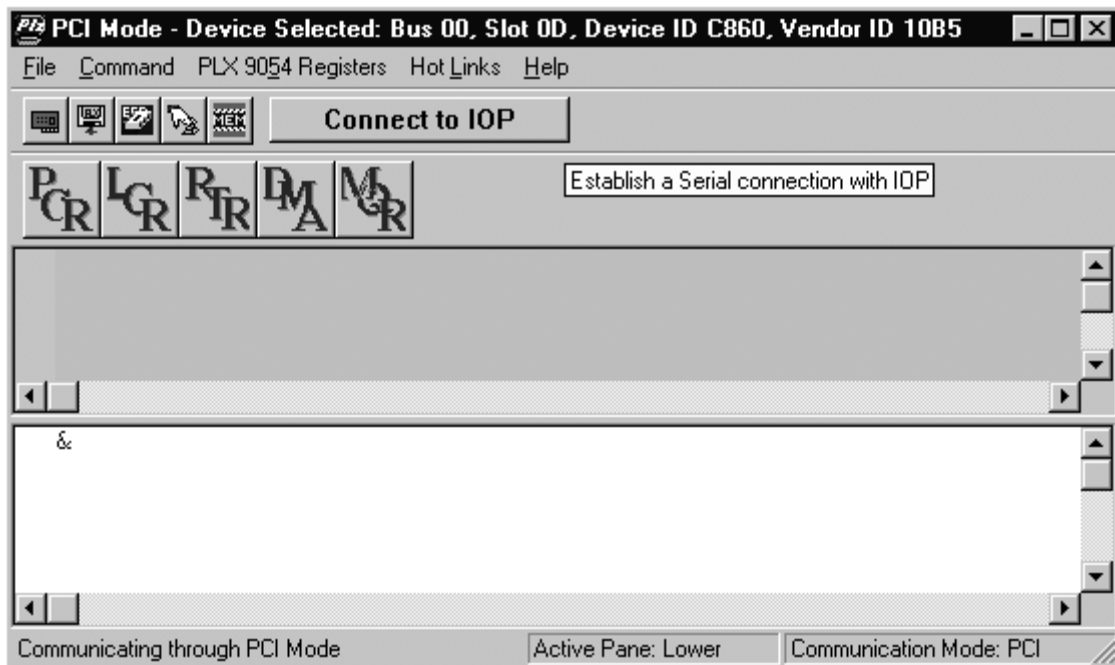 PCI Mode - Device Selected: Bus 00, Slot 0D, Device ID C860, Vendor ID 10B5
File Command PLX 9054 Registers Hot Links Help
Connect to IOP
PCR LCR RTR DMA MQR
Establish a Serial connection with IOP
&
Communicating through PCI Mode Active Pane: Lower Communication Mode: PCI